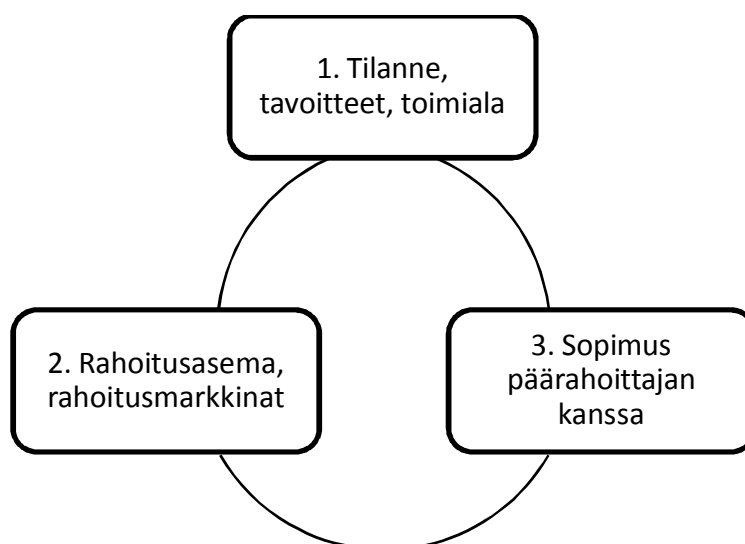 1. Tilanne,
tavoitteet, toimiala
2. Rahoitusasema,
rahoitusmarkkinat
3. Sopimus
päärahoittajan
kanssa